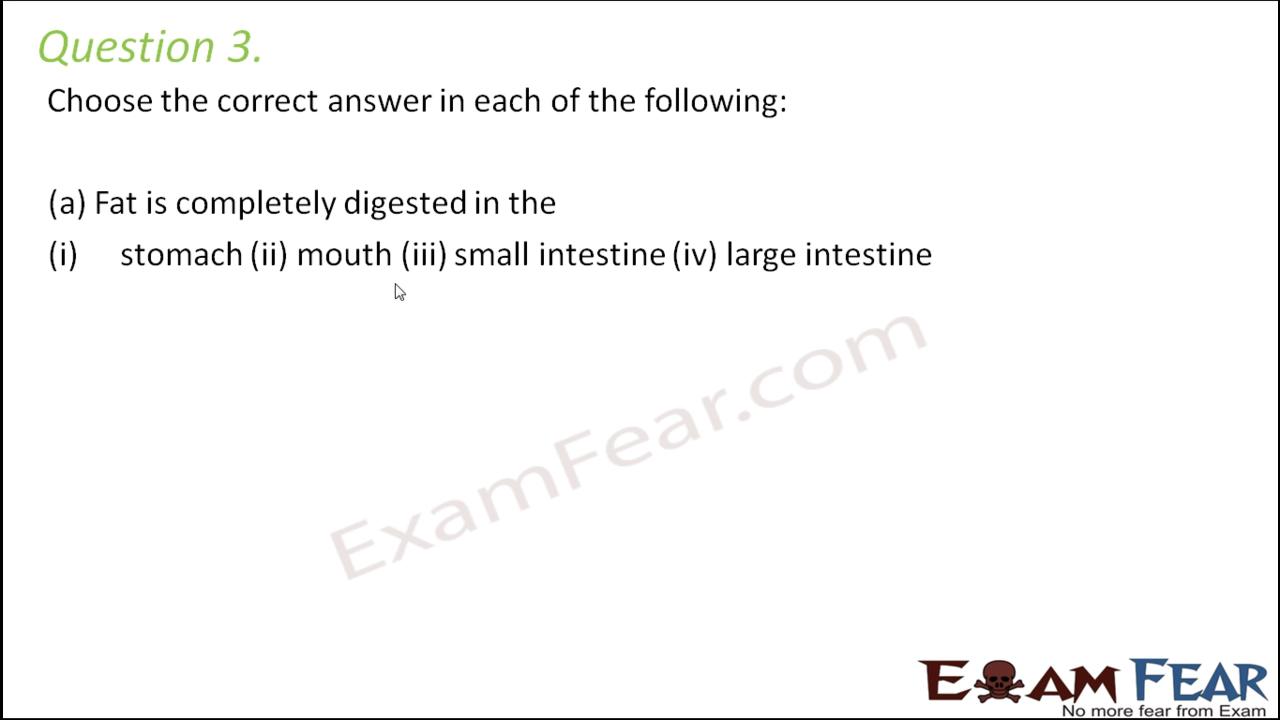 Question 3.
Choose the correct answer in each of the following:
(a) Fat is completely digested in the
(i) stomach (ii) mouth (iii) small intestine (iv) large intestine
ExamFear.com
EXAM FEAR
No more fear from Exam